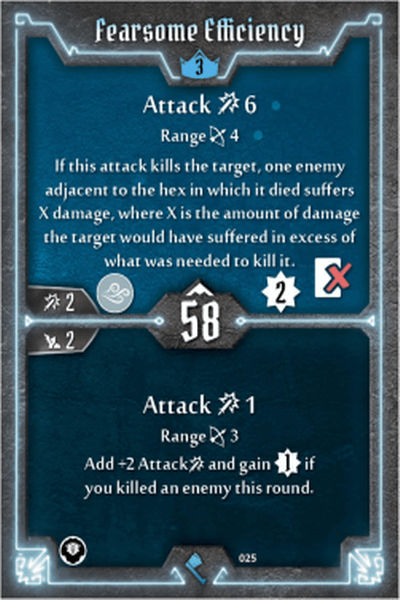 Fearsome Efficiency
3
Attack 6
Range 4
If this attack kills the target, one enemy
adjacent to the hex in which it died suffers
X damage, where X is the amount of damage
the target would have suffered in excess of
what was needed to kill it.
2
2
58
2
Attack 1
Range 3
Add +2 Attack and gain 1 if
you killed an enemy this round.
025